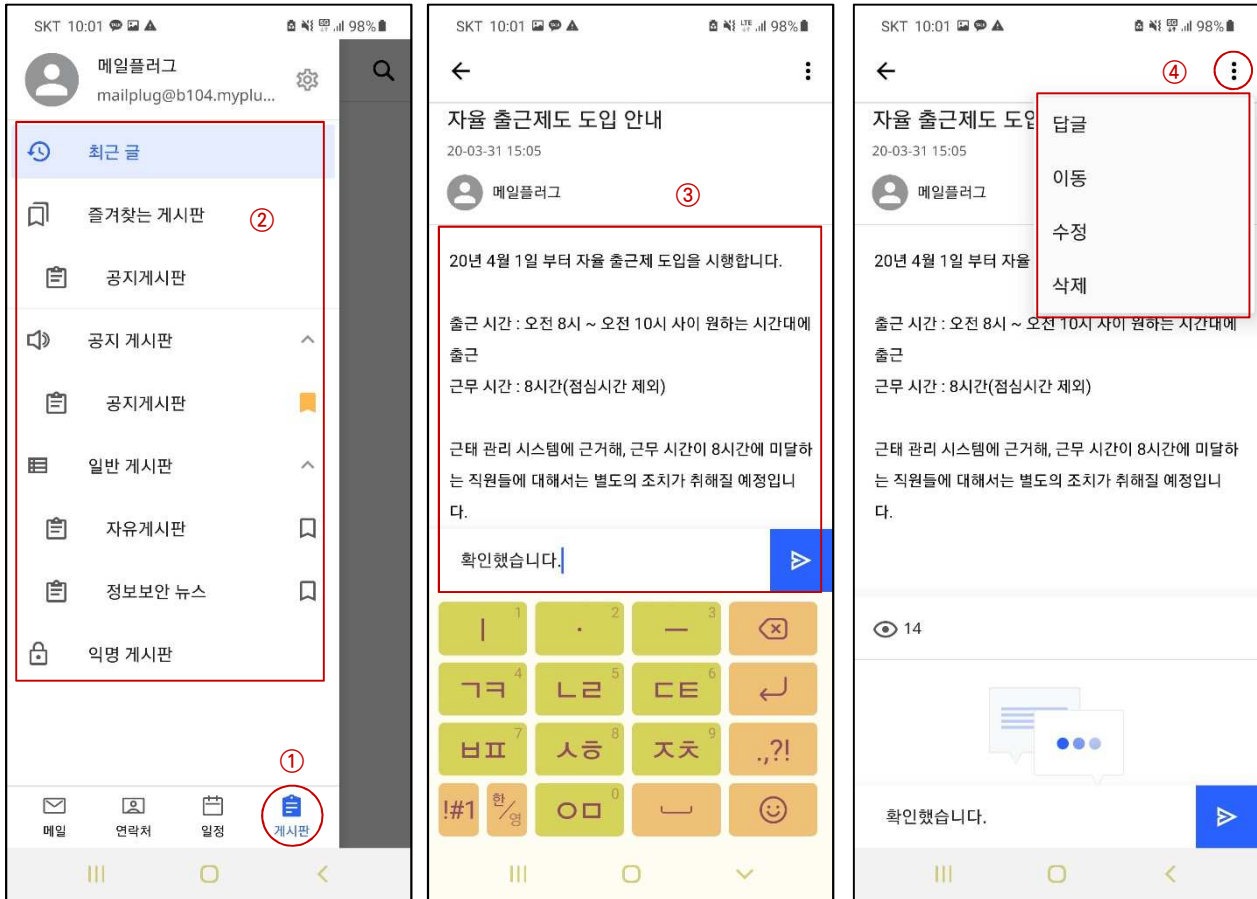 SKT 10:01 98%
메일플러그
mailplug@b104.myplu...
최근 글
즐겨찾는 게시판
②
공지게시판
공지 게시판
공지게시판
일반 게시판
자유게시판
정보보안 뉴스
익명 게시판
①
메일
연락처
일정
게시판
SKT 10:01 LTE 98%
자율 출근제도 도입 안내
20-03-31 15:05
메일플러그
③
20년 4월 1일 부터 자율 출근제 도입을 시행합니다.
출근 시간 : 오전 8시 ~ 오전 10시 사이 원하는 시간대에
출근
근무 시간 : 8시간(점심시간 제외)
근태 관리 시스템에 근거해, 근무 시간이 8시간에 미달하
는 직원들에 대해서는 별도의 조치가 취해질 예정입니
다.
확인했습니다.
ㅣ 1 · 2 ㅡ 3
ㄱㅋ 4 ㄴㄹ 5 ㄷㅌ 6
ㅂㅍ 7 ㅅㅎ 8 ㅈㅊ 9 .,?!
!#1 한/영 ㅇㅁ 0
SKT 10:01 98%
④
자율 출근제도 도입
20-03-31 15:05
메일플러그
답글
이동
수정
삭제
20년 4월 1일 부터 자율
출근 시간 : 오전 8시 ~ 오전 10시 사이 원하는 시간대에
출근
근무 시간 : 8시간(점심시간 제외)
근태 관리 시스템에 근거해, 근무 시간이 8시간에 미달하
는 직원들에 대해서는 별도의 조치가 취해질 예정입니
다.
14
확인했습니다.